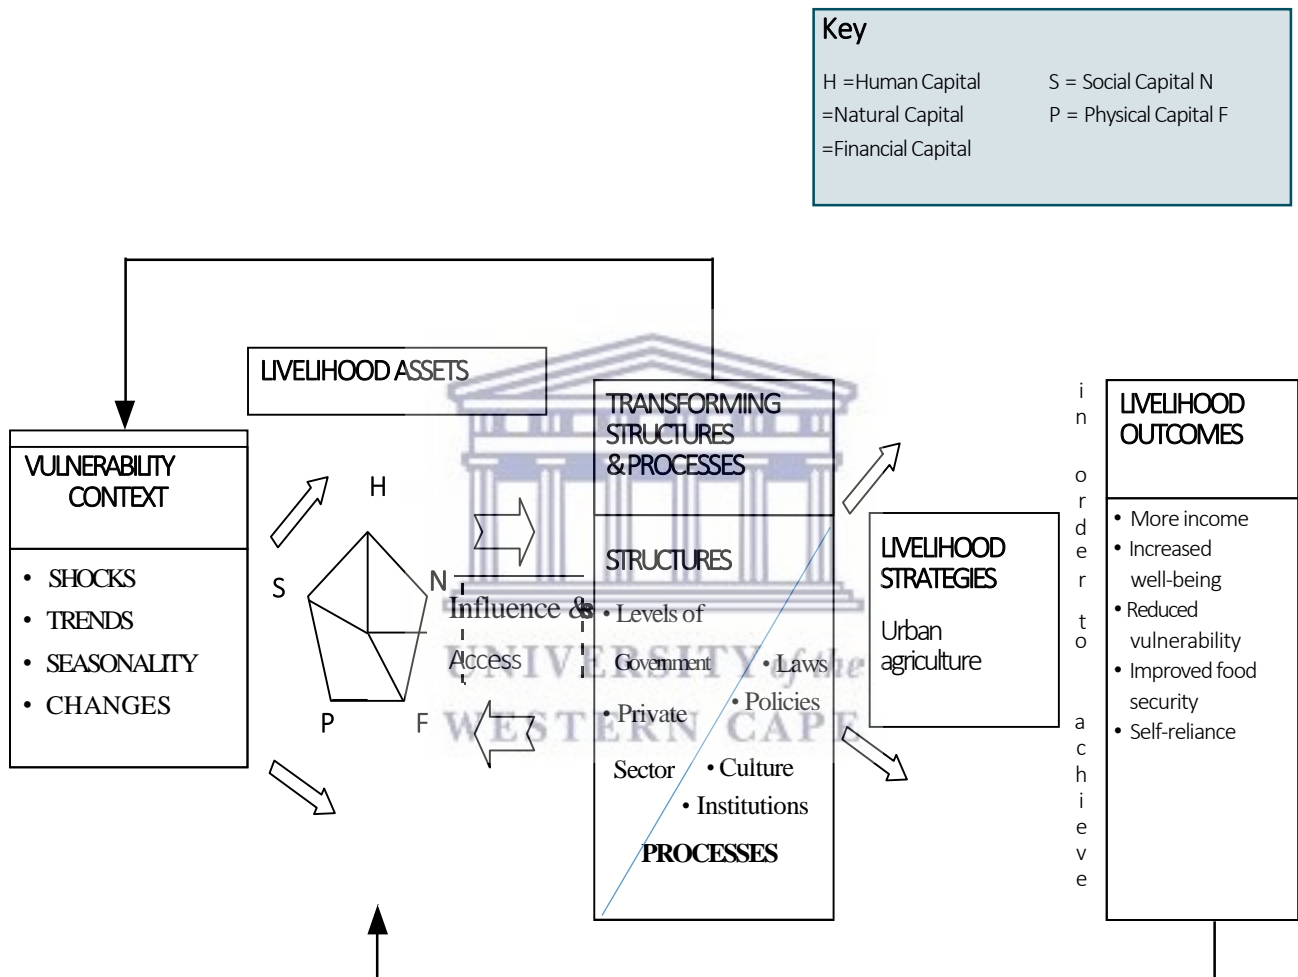 Key
H =Human Capital S = Social Capital N
=Natural Capital P = Physical Capital F
=Financial Capital
LIVELIHOOD ASSETS
VULNERABILITY
CONTEXT
• SHOCKS
• TRENDS
• SEASONALITY
• CHANGES
H
S
N
P
F
Influence &
Access
TRANSFORMING
STRUCTURES
& PROCESSES
STRUCTURES
• Levels of
Government
• Laws
• Policies
• Private
Sector
• Culture
• Institutions
PROCESSES
UNIVERSITY of the
WESTERN CAPE
LIVELIHOOD
STRATEGIES
Urban
agriculture
in order to achieve
LIVELIHOOD
OUTCOMES
• More income
• Increased
well-being
• Reduced
vulnerability
• Improved food
security
• Self-reliance